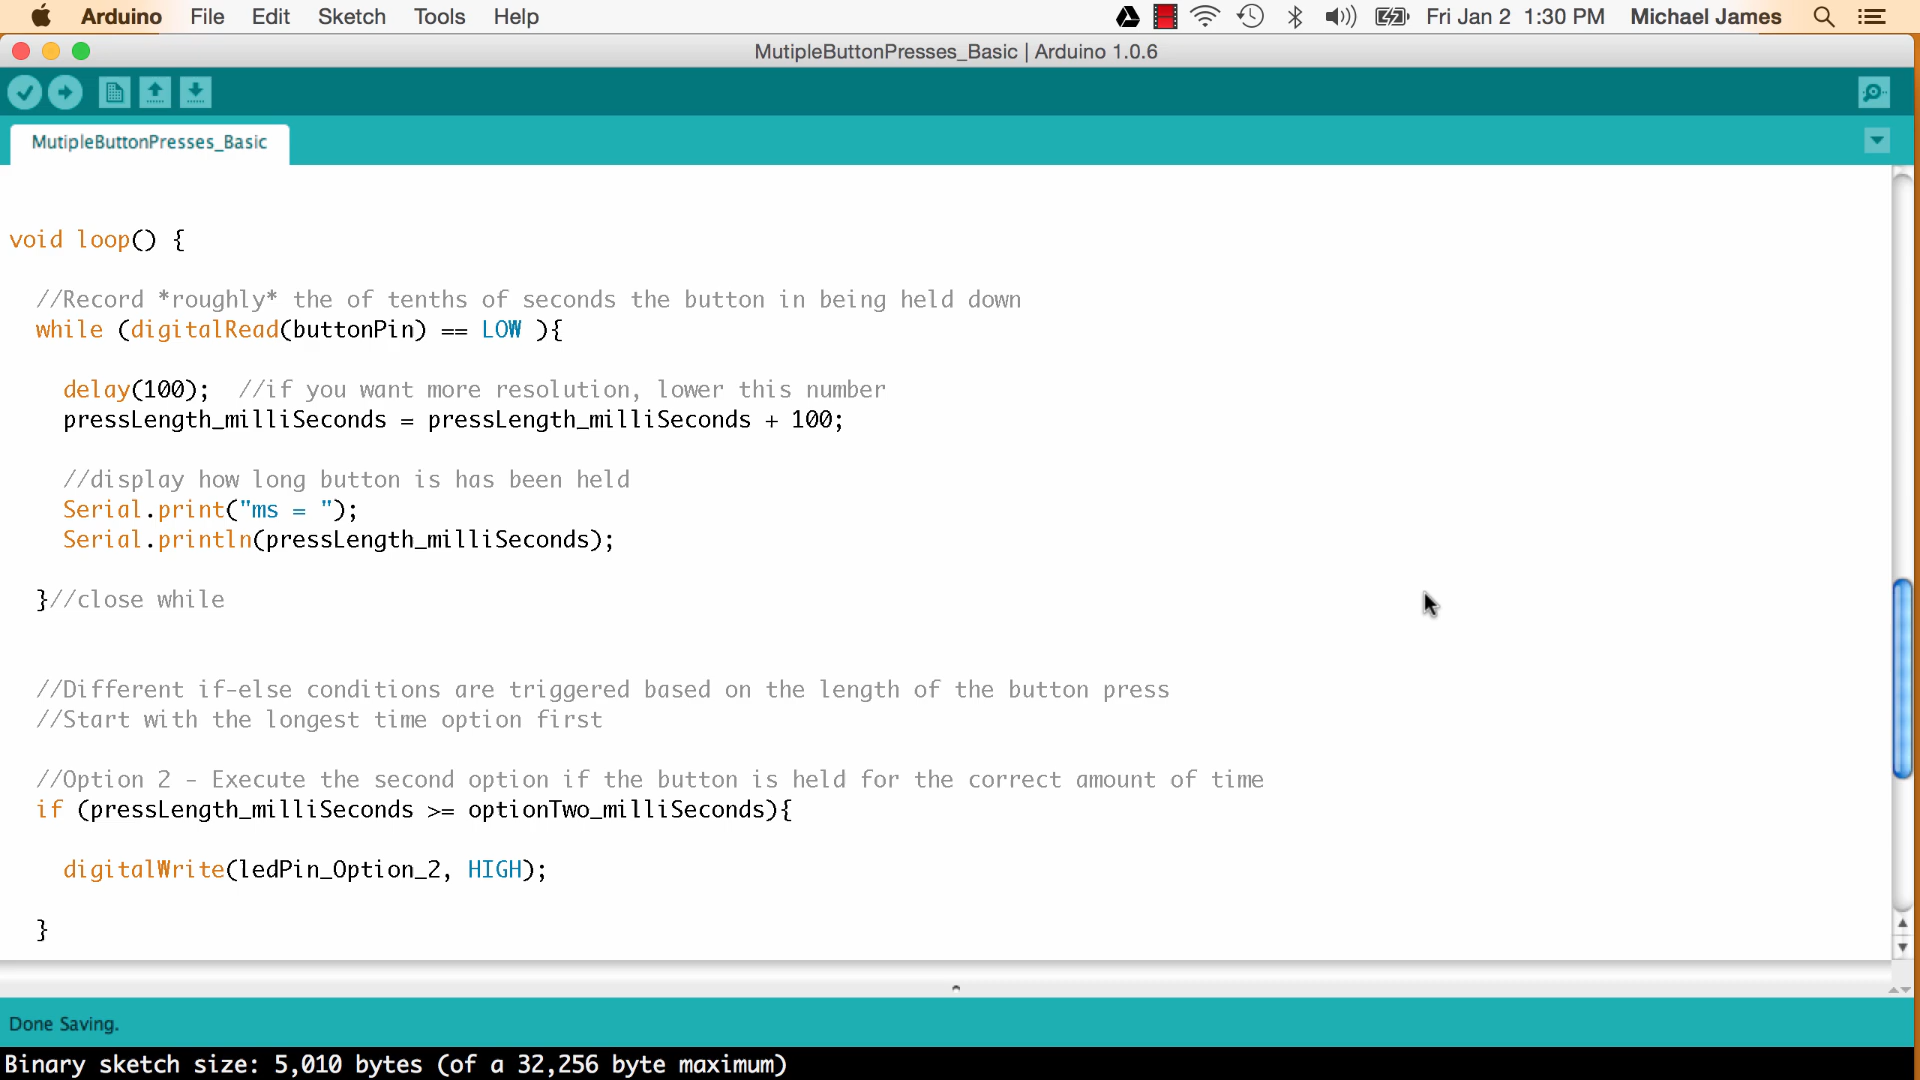 Arduino File Edit Sketch Tools Help Fri Jan 2 1:30 PM Michael James
MutipleButtonPresses_Basic | Arduino 1.0.6
MutipleButtonPresses_Basic
void loop() {
//Record *roughly* the of tenths of seconds the button in being held down
while (digitalRead(buttonPin) == LOW ){
delay(100); //if you want more resolution, lower this number
pressLength_milliSeconds = pressLength_milliSeconds + 100;
//display how long button is has been held
Serial.print("ms = ");
Serial.println(pressLength_milliSeconds);
}//close while
//Different if-else conditions are triggered based on the length of the button press
//Start with the longest time option first
//Option 2 - Execute the second option if the button is held for the correct amount of time
if (pressLength_milliSeconds >= optionTwo_milliSeconds){
digitalWrite(ledPin_Option_2, HIGH);
}
Done Saving.
Binary sketch size: 5,010 bytes (of a 32,256 byte maximum)